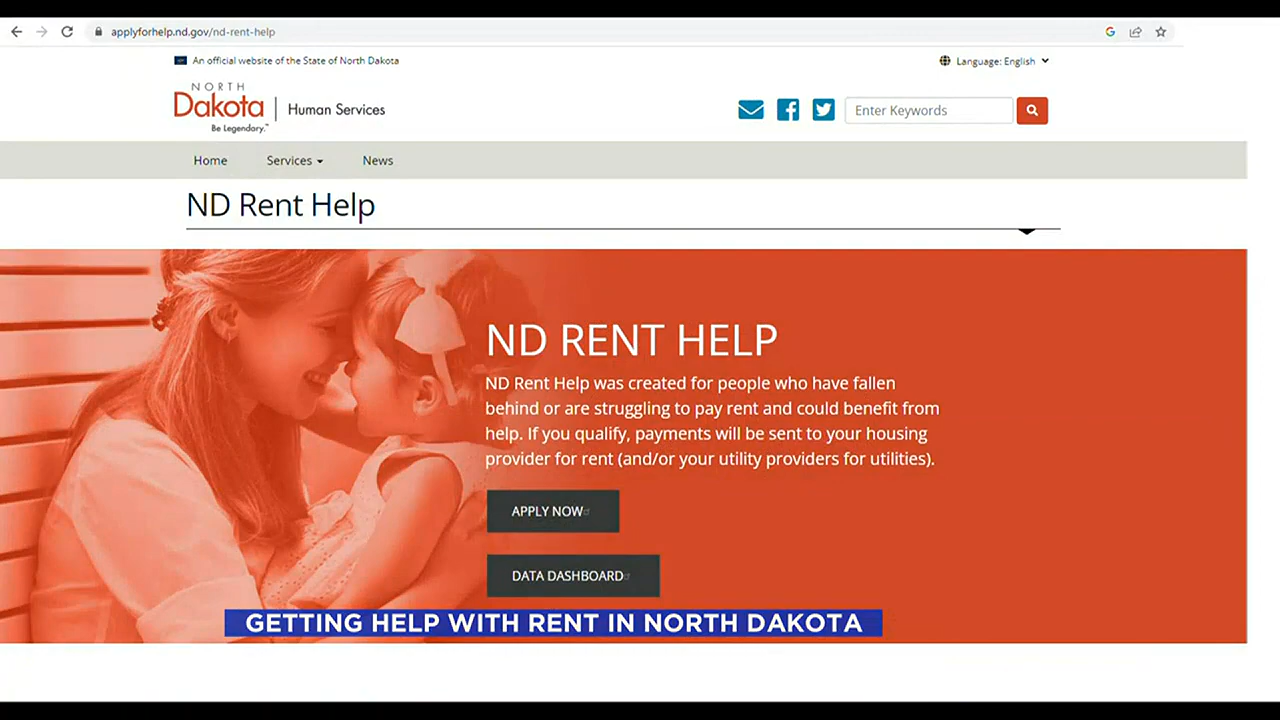 applyforhelp.nd.gov/nd-rent-help
An official website of the State of North Dakota
Language: English
NORTH
Dakota
Be Legendary.™
Human Services
Enter Keywords
Home Services News
ND Rent Help
ND RENT HELP
ND Rent Help was created for people who have fallen
behind or are struggling to pay rent and could benefit from
help. If you qualify, payments will be sent to your housing
provider for rent (and/or your utility providers for utilities).
APPLY NOW
DATA DASHBOARD
GETTING HELP WITH RENT IN NORTH DAKOTA